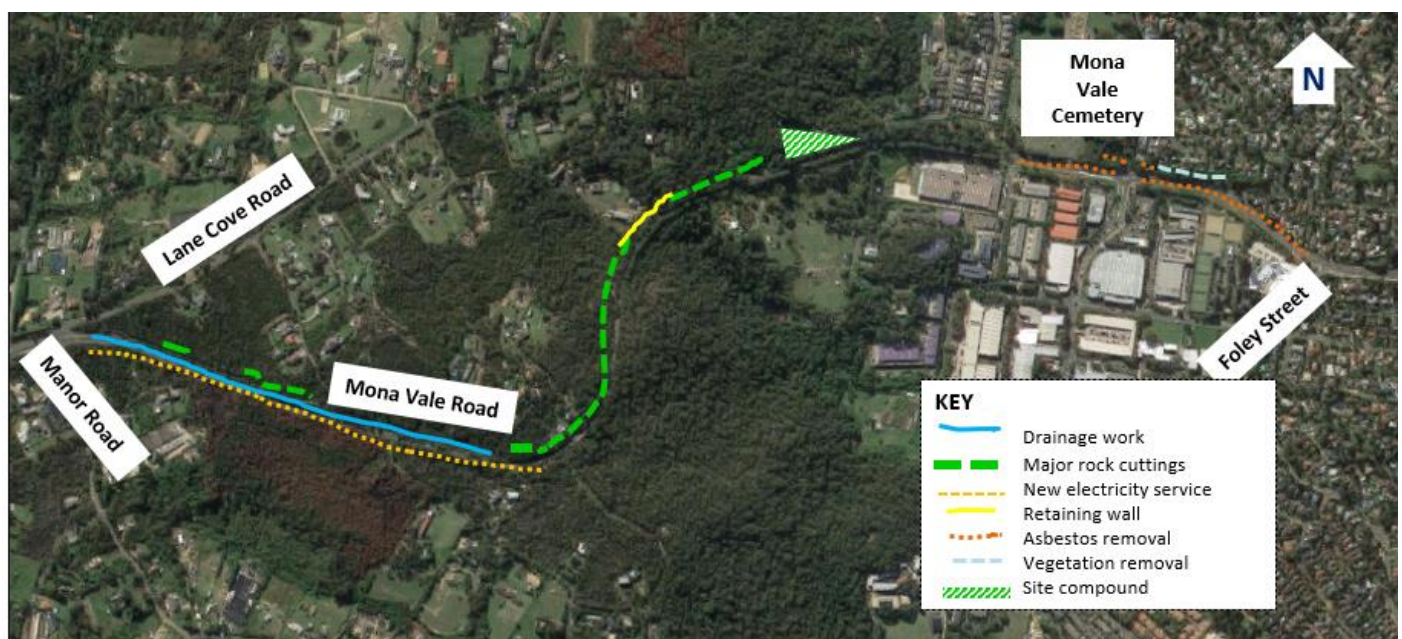 Mona
Vale
Cemetery
N
Lane Cove Road
Manor Road
Mona Vale Road
Foley Street
KEY
Drainage work
Major rock cuttings
New electricity service
Retaining wall
Asbestos removal
Vegetation removal
Site compound